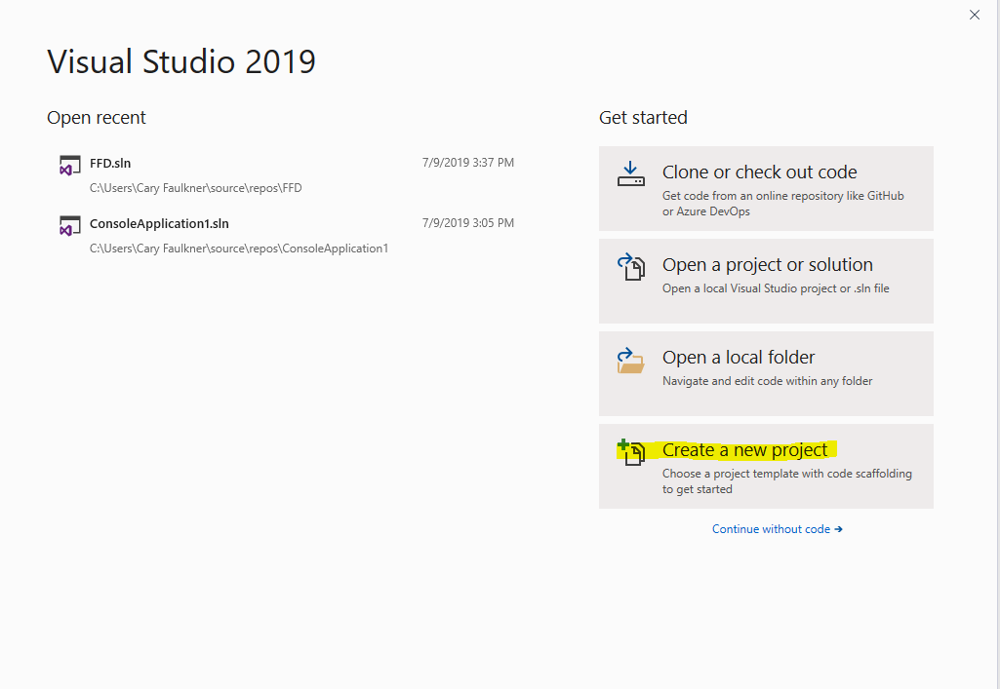 Visual Studio 2019
Open recent
FFD.sln 7/9/2019 3:37 PM
C:\Users\Cary Faulkner\source\repos\FFD
ConsoleApplication1.sln 7/9/2019 3:05 PM
C:\Users\Cary Faulkner\source\repos\ConsoleApplication1
Get started
Clone or check out code
Get code from an online repository like GitHub
or Azure DevOps
Open a project or solution
Open a local Visual Studio project or .sln file
Open a local folder
Navigate and edit code within any folder
Create a new project
Choose a project template with code scaffolding
to get started
Continue without code →